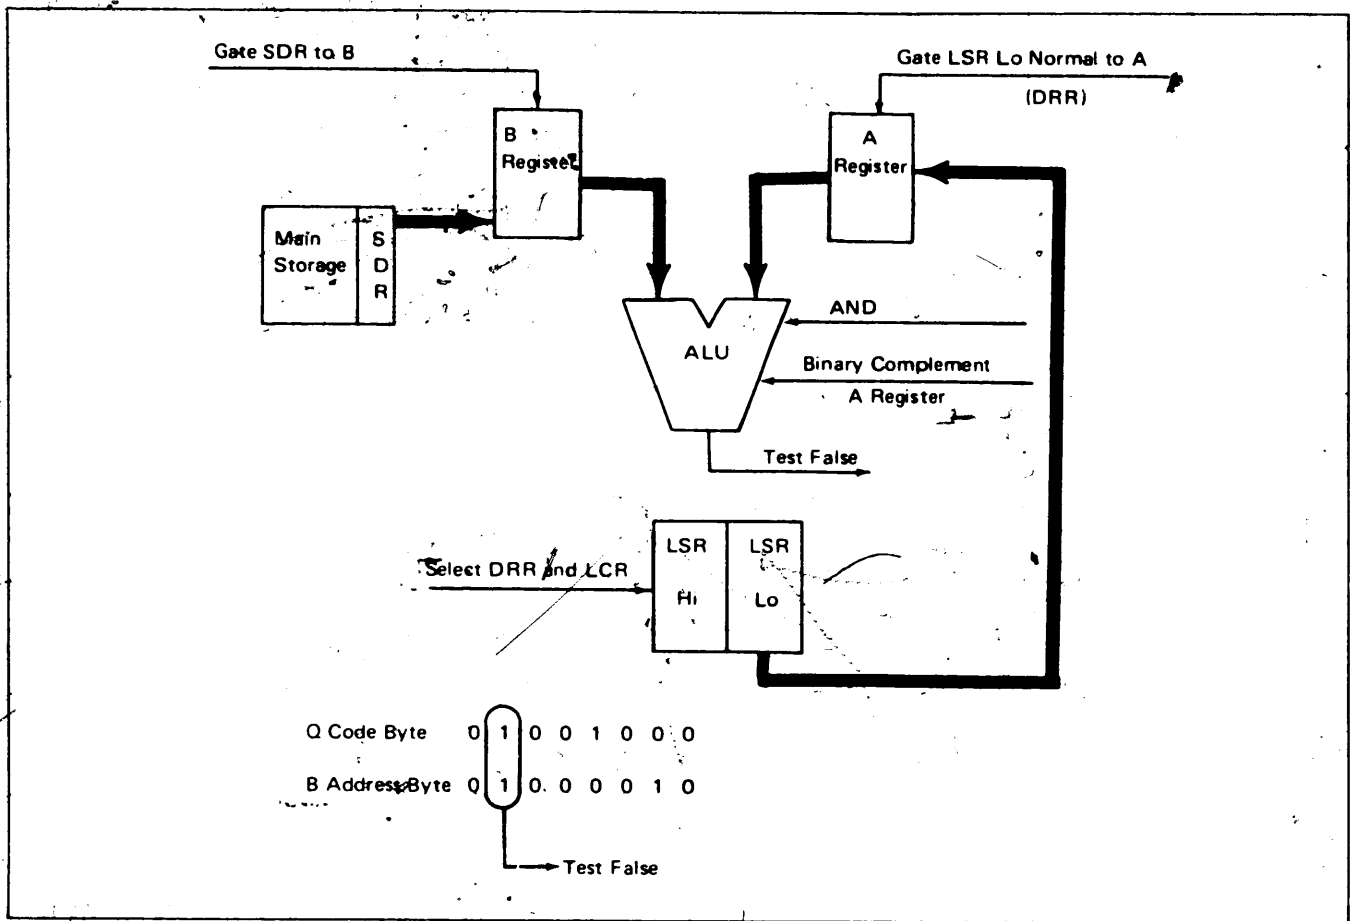 Gate SDR to B
Gate LSR Lo Normal to A
(DRR)
B
Register
A
Register
Main
Storage
S
D
R
AND
ALU
Binary Complement
A Register
Test False
LSR
Hi
LSR
Lo
Select DRR and LCR
Q Code Byte 0 1 0 0 1 0 0 0
B Address Byte 0 1 0 0 0 0 1 0
Test False